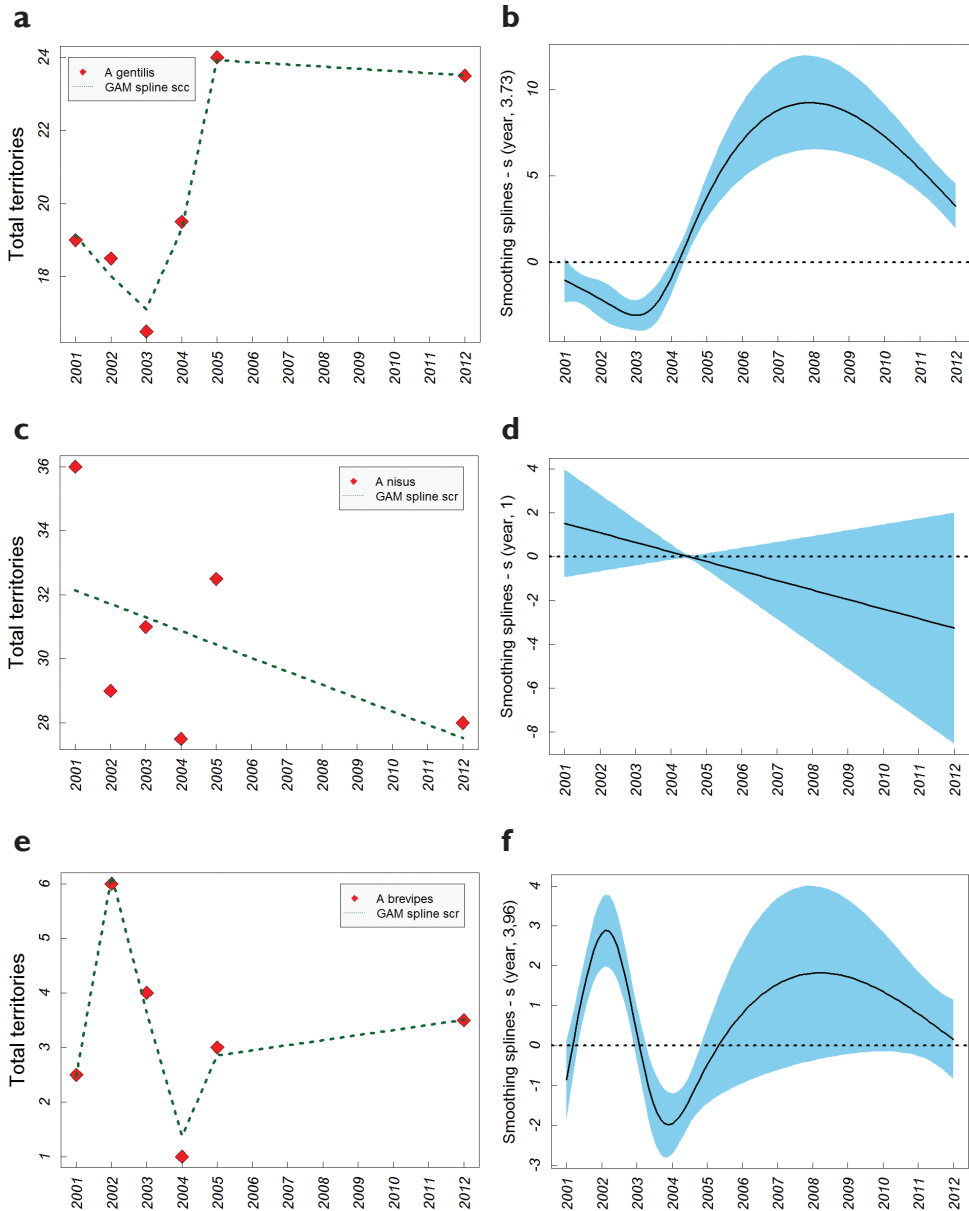 a
Total territories
24
22
20
18
A gentilis
GAM spline scc
2001 2002 2003 2004 2005 2006 2007 2008 2009 2010 2011 2012
b
Smoothing splines - s (year, 3.73)
10
5
0
2001 2002 2003 2004 2005 2006 2007 2008 2009 2010 2011 2012
c
Total territories
36
34
32
30
28
A nisus
GAM spline scr
2001 2002 2003 2004 2005 2006 2007 2008 2009 2010 2011 2012
d
Smoothing splines - s (year, 1)
4
2
0
-2
-4
-6
-8
2001 2002 2003 2004 2005 2006 2007 2008 2009 2010 2011 2012
e
Total territories
6
5
4
3
2
1
A brevipes
GAM spline scr
2001 2002 2003 2004 2005 2006 2007 2008 2009 2010 2011 2012
f
Smoothing splines - s (year, 3,96)
4
3
2
1
0
-1
-2
-3
2001 2002 2003 2004 2005 2006 2007 2008 2009 2010 2011 2012